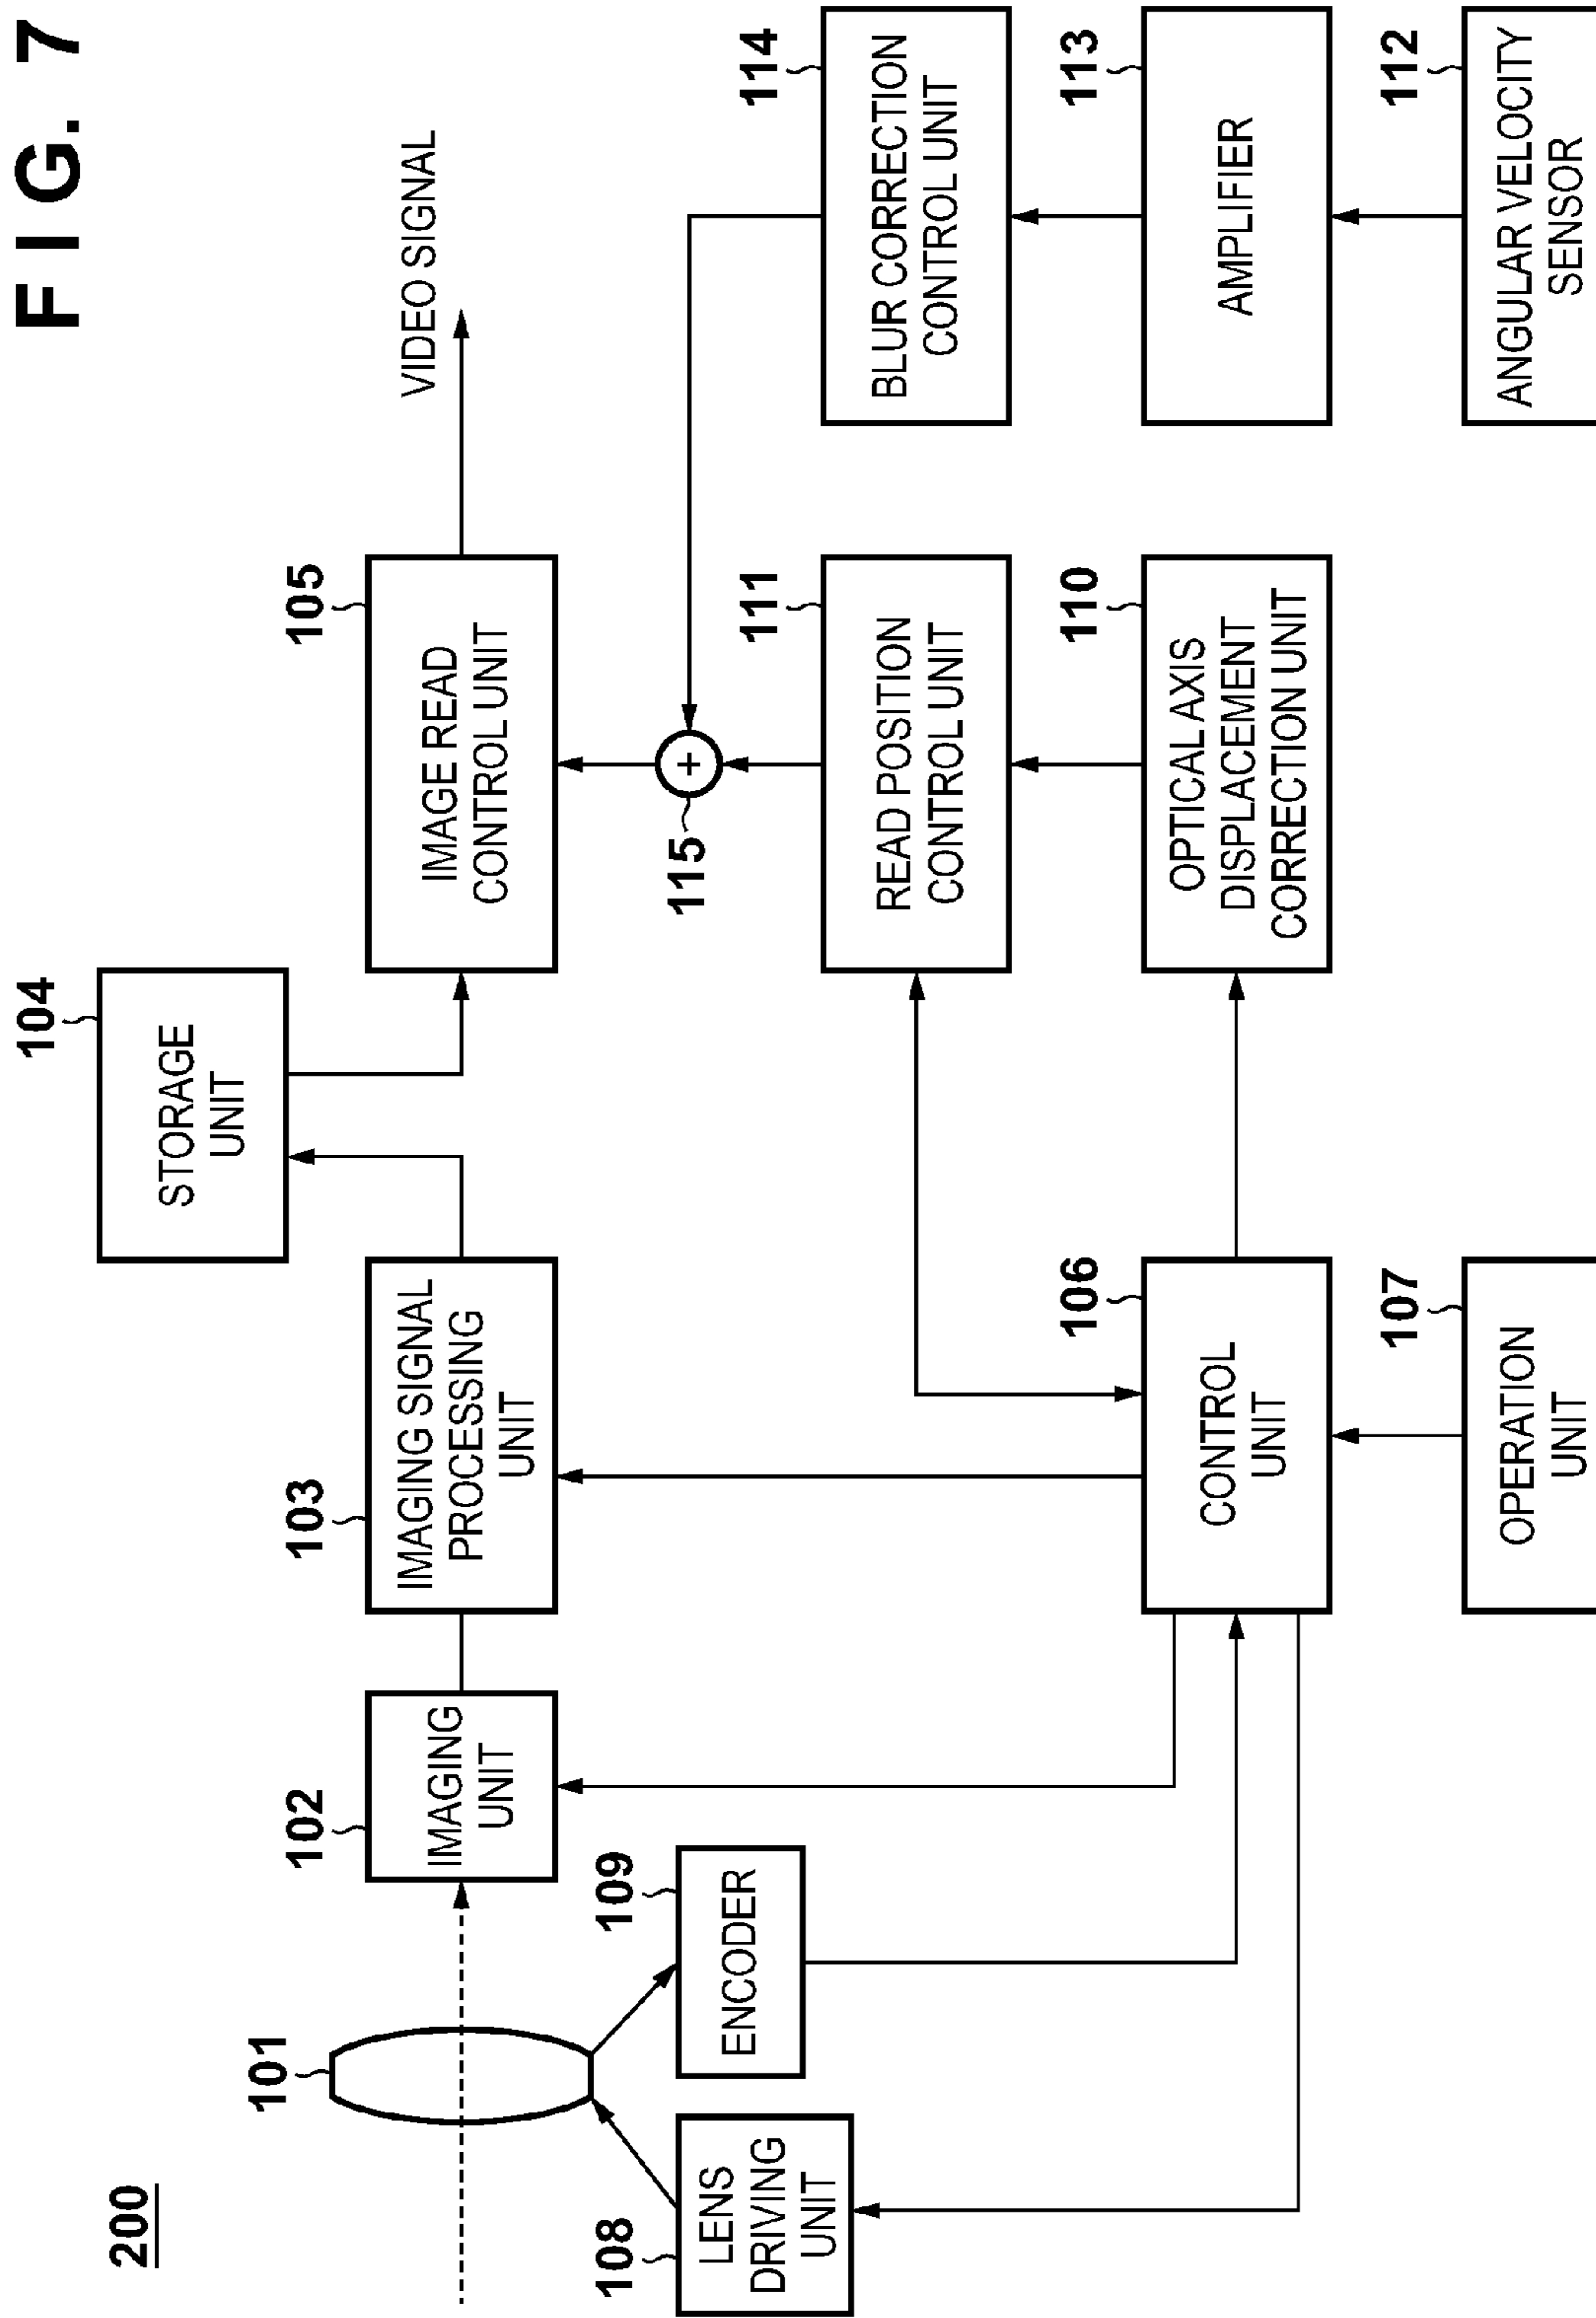 F I G. 7
200
101
102
IMAGING
UNIT
103
IMAGING SIGNAL
PROCESSING
UNIT
104
STORAGE
UNIT
105
IMAGE READ
CONTROL UNIT
VIDEO SIGNAL
108
LENS
DRIVING
UNIT
109
ENCODER
115
+
111
READ POSITION
CONTROL UNIT
114
BLUR CORRECTION
CONTROL UNIT
106
CONTROL
UNIT
110
OPTICAL AXIS
DISPLACEMENT
CORRECTION UNIT
113
AMPLIFIER
107
OPERATION
UNIT
112
ANGULAR VELOCITY
SENSOR